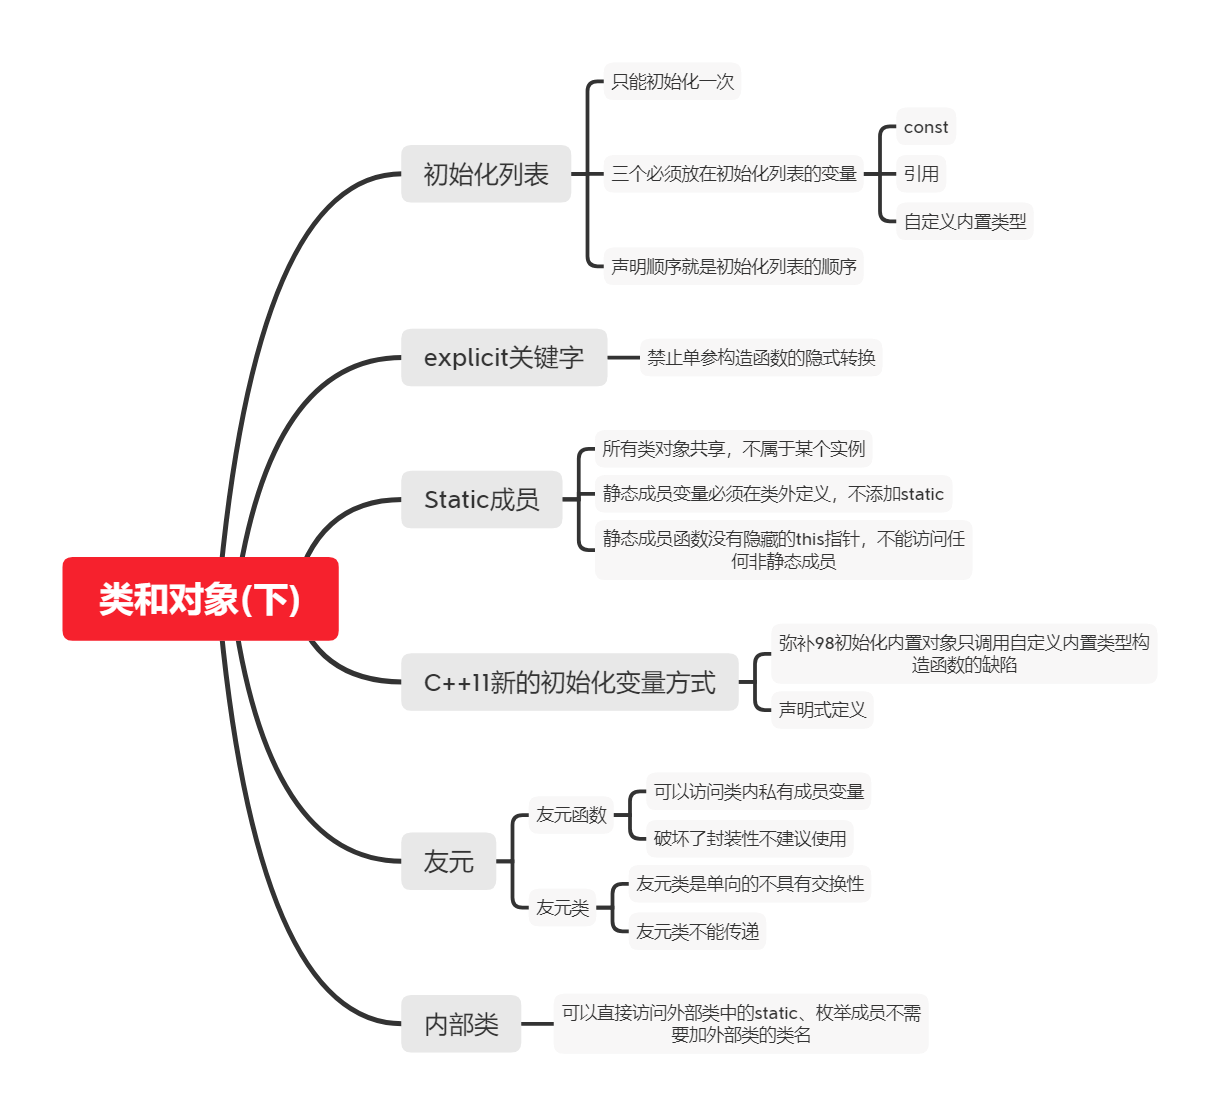 类和对象(下)
初始化列表
只能初始化一次
三个必须放在初始化列表的变量
const
引用
自定义内置类型
声明顺序就是初始化列表的顺序
explicit关键字
禁止单参构造函数的隐式转换
Static成员
所有类对象共享，不属于某个实例
静态成员变量必须在类外定义，不添加static
静态成员函数没有隐藏的this指针，不能访问任
何非静态成员
C++11新的初始化变量方式
弥补98初始化内置对象只调用自定义内置类型构
造函数的缺陷
声明式定义
友元
友元函数
可以访问类内私有成员变量
破坏了封装性不建议使用
友元类
友元类是单向的不具有交换性
友元类不能传递
内部类
可以直接访问外部类中的static、枚举成员不需
要加外部类的类名